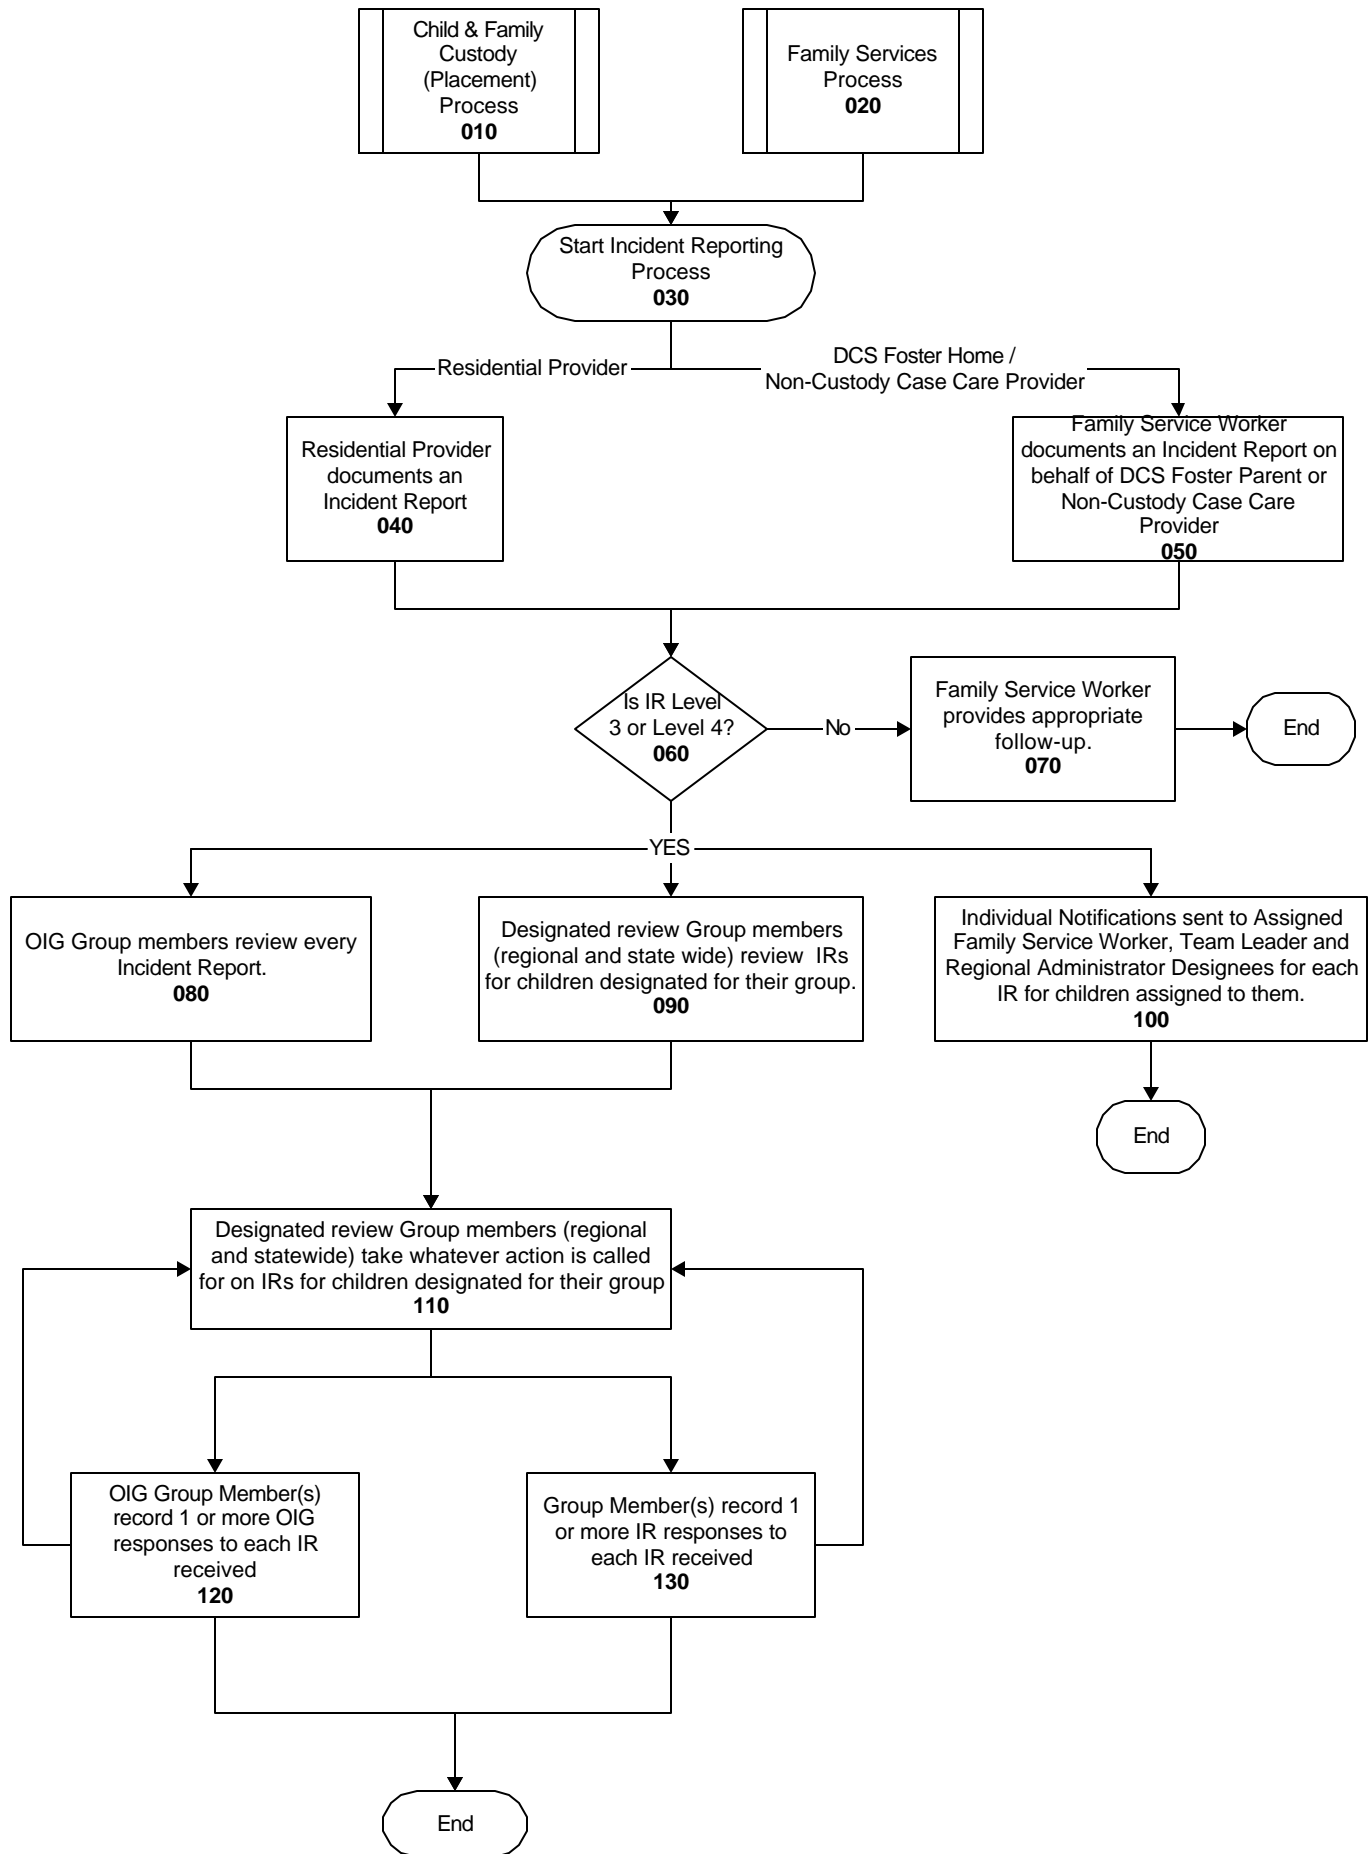 Child & Family
Custody
(Placement)
Process
010
Family Services
Process
020
Start Incident Reporting
Process
030
Residential Provider
DCS Foster Home /
Non-Custody Case Care Provider
Residential Provider
documents an
Incident Report
040
Family Service Worker
documents an Incident Report on
behalf of DCS Foster Parent or
Non-Custody Case Care
Provider
050
Is IR Level
3 or Level 4?
060
No
Family Service Worker
provides appropriate
follow-up.
070
End
YES
OIG Group members review every
Incident Report.
080
Designated review Group members
(regional and state wide) review IRs
for children designated for their group.
090
Individual Notifications sent to Assigned
Family Service Worker, Team Leader and
Regional Administrator Designees for each
IR for children assigned to them.
100
End
Designated review Group members (regional
and statewide) take whatever action is called
for on IRs for children designated for their group
110
OIG Group Member(s)
record 1 or more OIG
responses to each IR
received
120
Group Member(s) record 1
or more IR responses to
each IR received
130
End